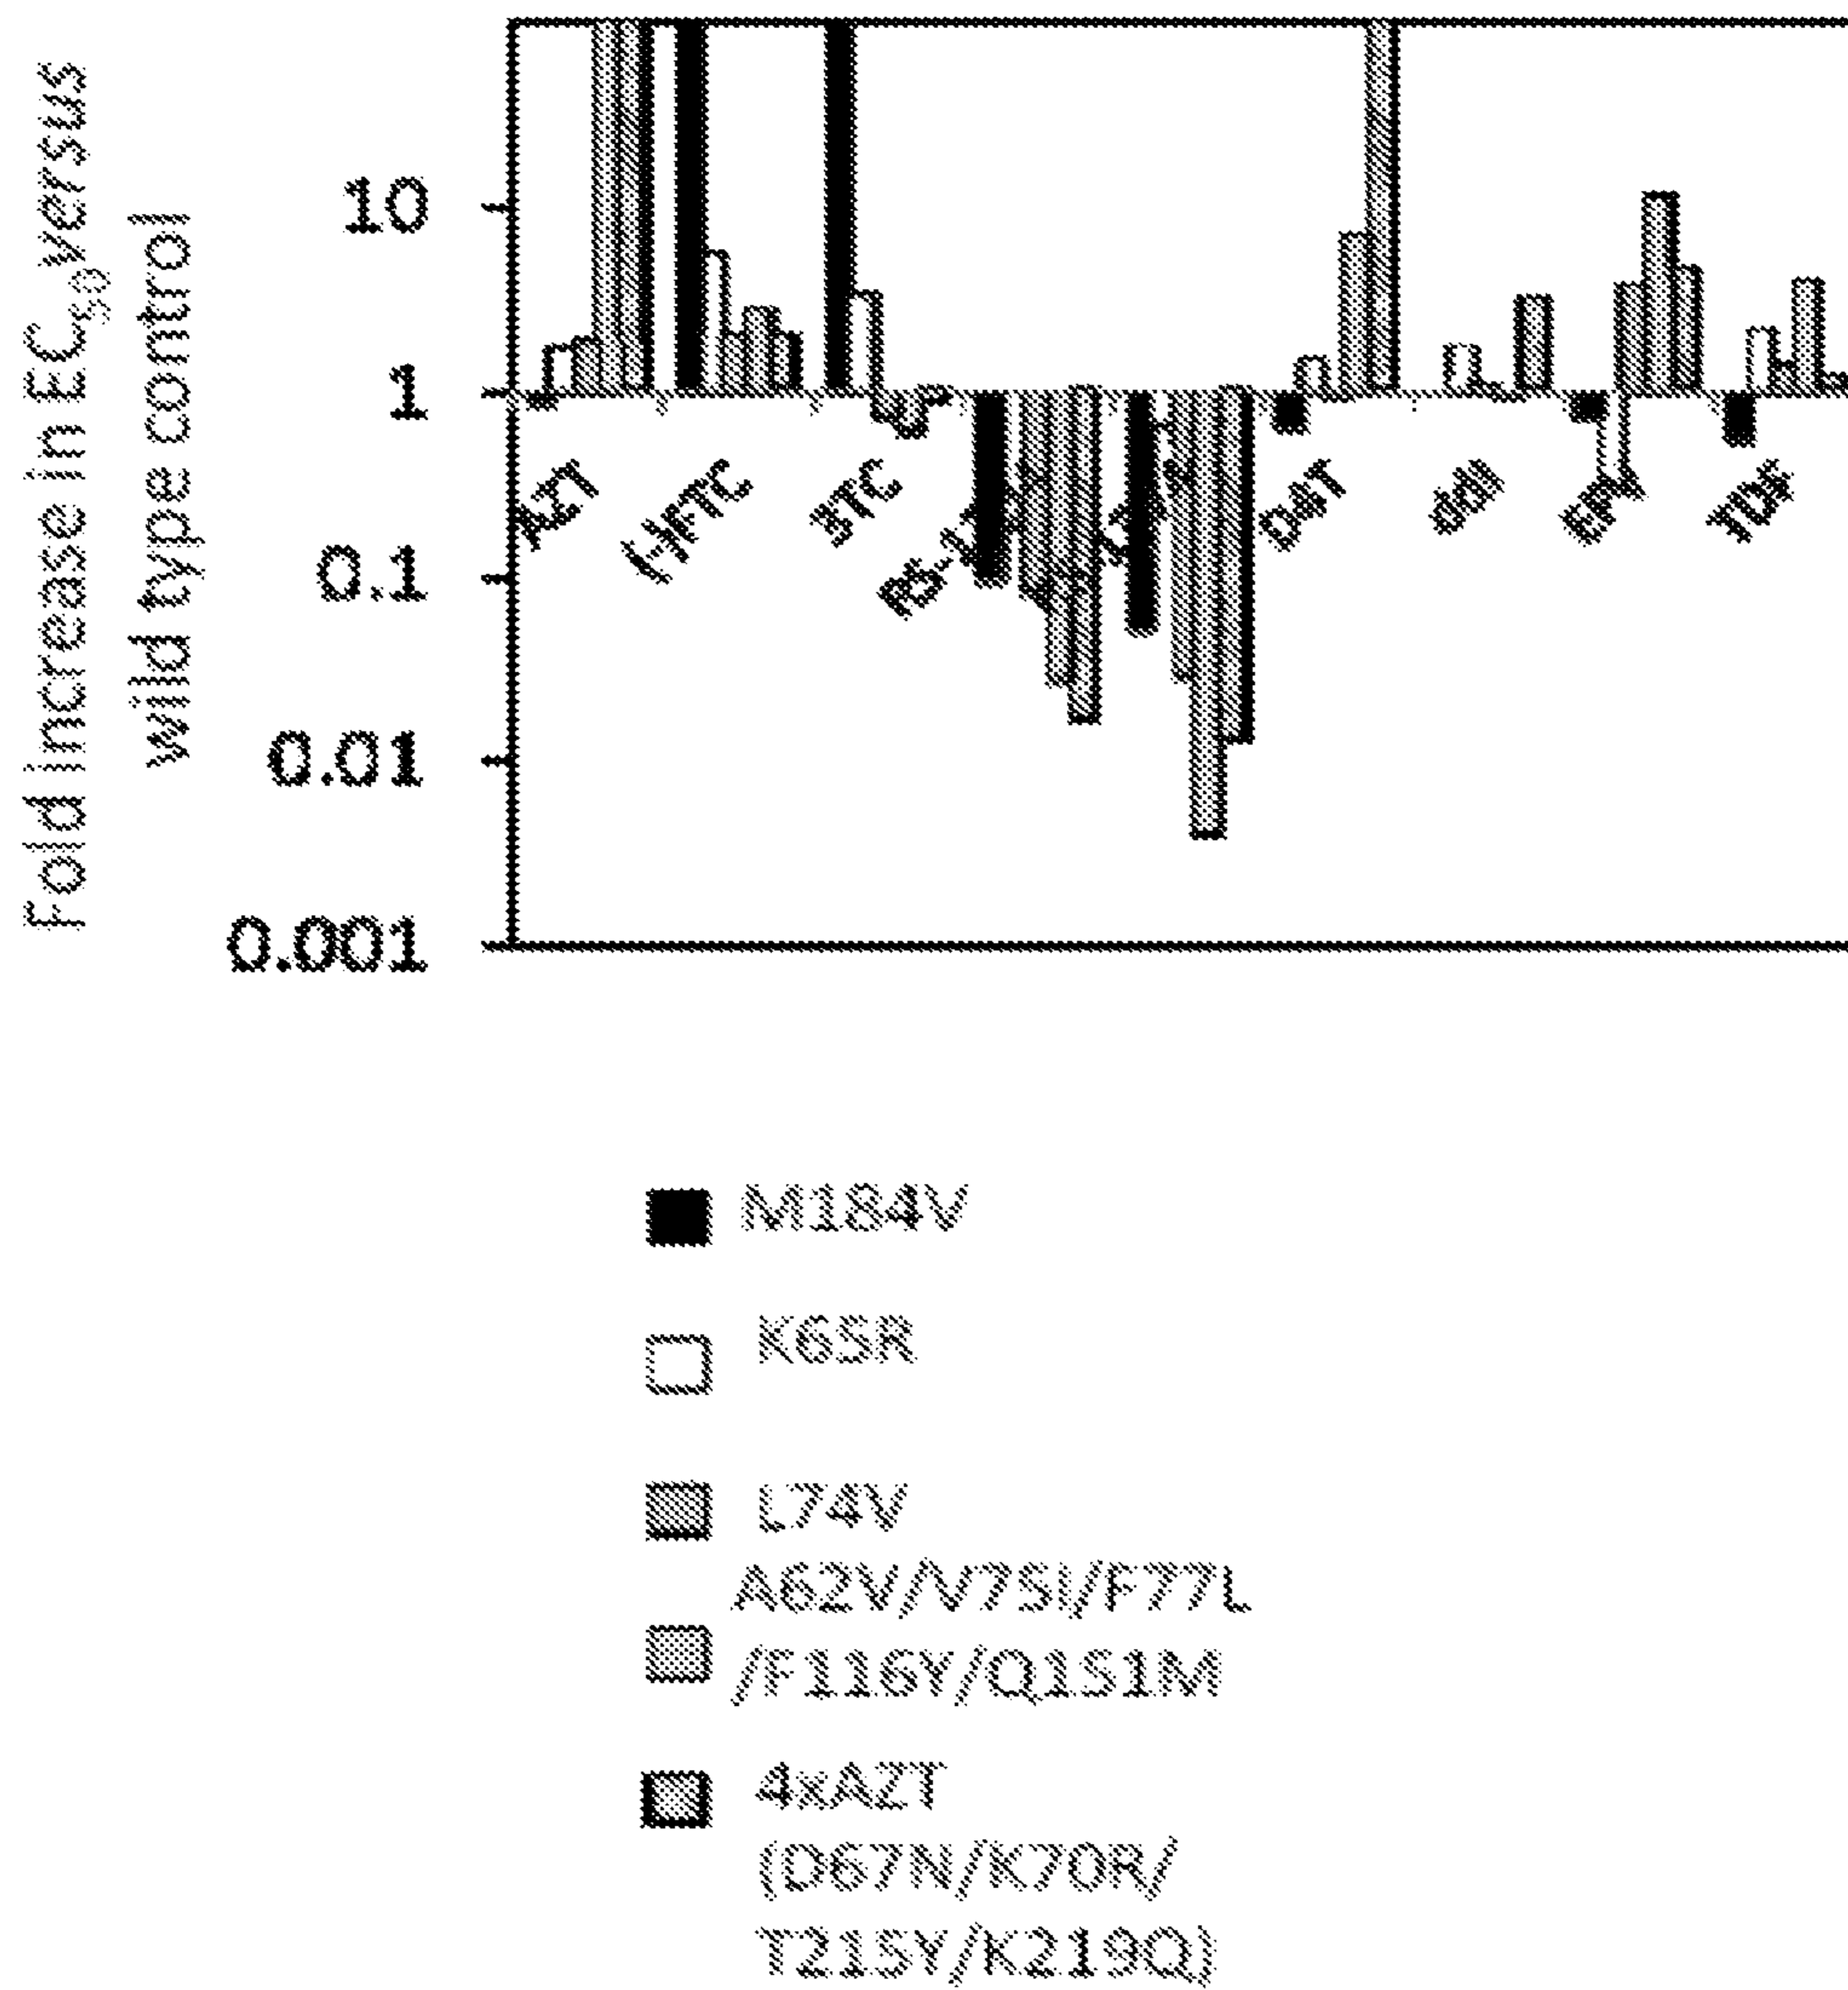 Fold increase in EC50 versus
wild type control
10
1
0.1
0.01
0.001
AZT
(-)FTC
3TC
D4T
ddI
EFV
TDF
M184V
K65R
L74V
A62V/V75I/F77L
/F116Y/Q151M
4xAZT
(D67N/K70R/
T215Y/K219Q)